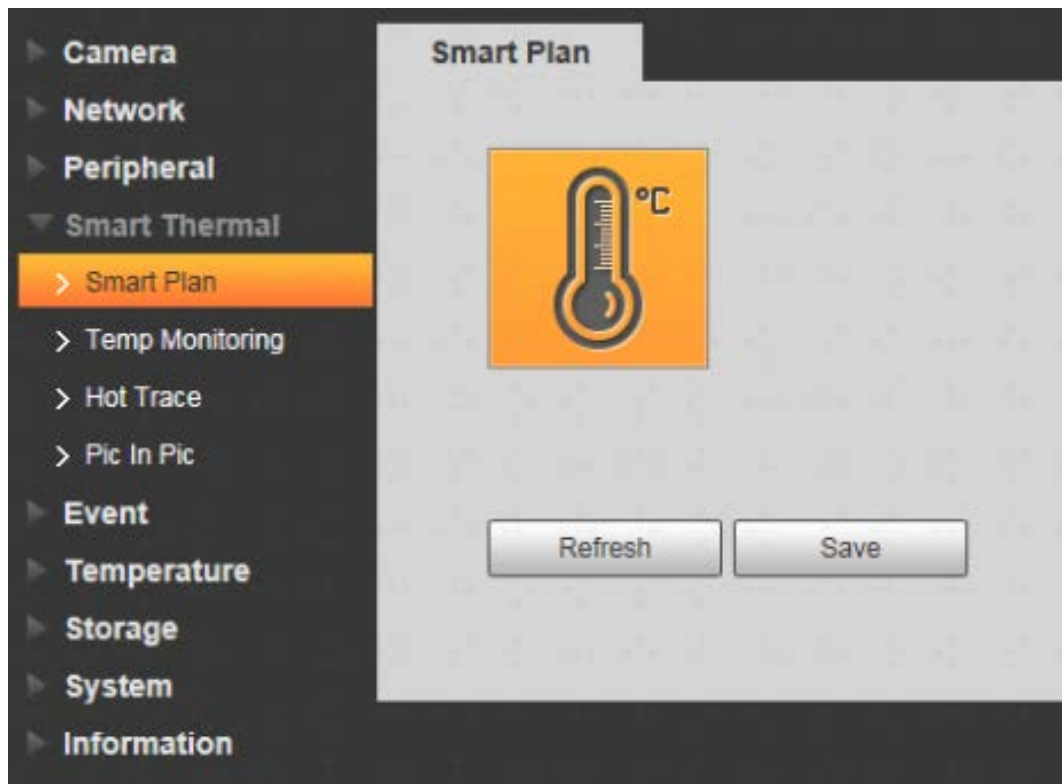 Camera
Network
Peripheral
Smart Thermal
Smart Plan
Temp Monitoring
Hot Trace
Pic In Pic
Event
Temperature
Storage
System
Information
Smart Plan
°C
Refresh Save